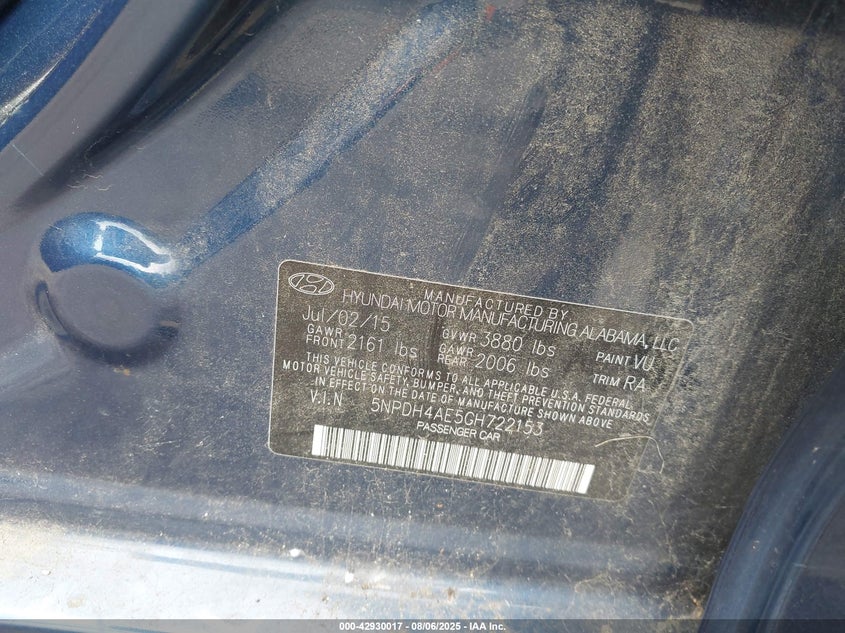 MANUFACTURED BY
HYUNDAI MOTOR MANUFACTURING ALABAMA, LLC
Jul/02/15 GVWR 3880 lbs PAINT VU
GAWR FRONT 2161 lbs GAWR REAR 2006 lbs TRIM RA
THIS VEHICLE CONFORMS TO ALL APPLICABLE U.S.A. FEDERAL
MOTOR VEHICLE SAFETY, BUMPER, AND THEFT PREVENTION STANDARDS
IN EFFECT ON THE DATE OF MANUFACTURE SHOWN ABOVE
V.I.N 5NPDH4AE5GH722153
PASSENGER CAR
000-42930017 - 08/06/2025 - IAA Inc.